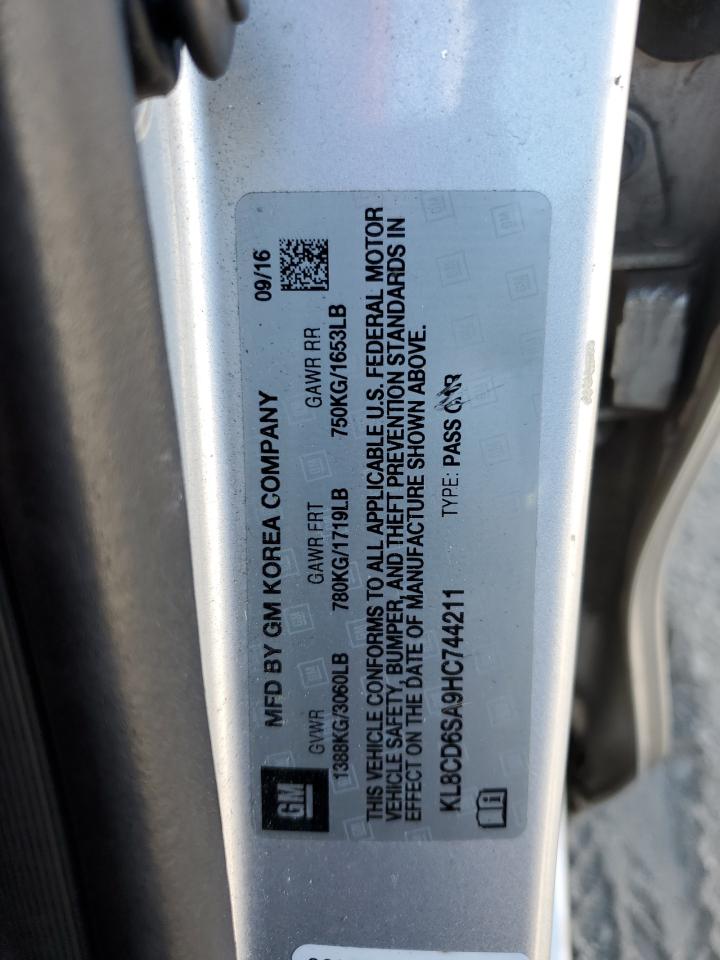 MFD BY GM KOREA COMPANY 09/16
GVWR GAWR FRT GAWR RR
1388KG/3060LB 780KG/1719LB 750KG/1653LB
THIS VEHICLE CONFORMS TO ALL APPLICABLE U.S. FEDERAL MOTOR
VEHICLE SAFETY, BUMPER, AND THEFT PREVENTION STANDARDS IN
EFFECT ON THE DATE OF MANUFACTURE SHOWN ABOVE.
KL8CD6SA9HC744211 TYPE: PASS
GM